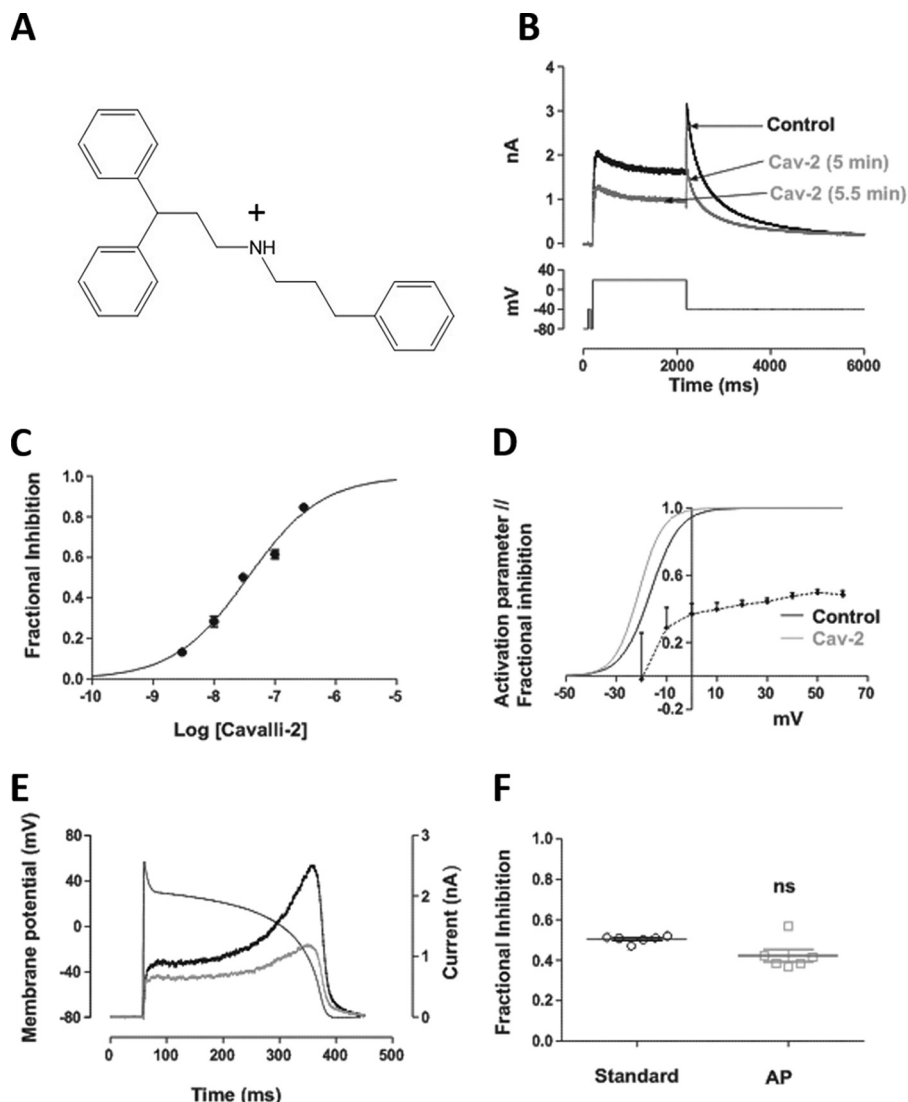 A
+
NH
B
4
3
2
1
0
nA
Control
Cav-2 (5 min)
Cav-2 (5.5 min)
40
0
-40
-80
mV
0
2000
4000
6000
Time (ms)
C
1.0
0.8
0.6
0.4
0.2
0.0
Fractional Inhibition
-10
-9
-8
-7
-6
-5
Log [Cavalli-2]
D
Activation parameter //
Fractional inhibition
1.0
0.6
0.2
-0.2
Control
Cav-2
-50
-30
-10
10
30
50
70
mV
E
80
40
0
-40
-80
Membrane potential (mV)
3
2
1
0
Current (nA)
0
100
200
300
400
500
Time (ms)
F
1.0
0.8
0.6
0.4
0.2
0.0
Fractional Inhibition
ns
Standard
AP